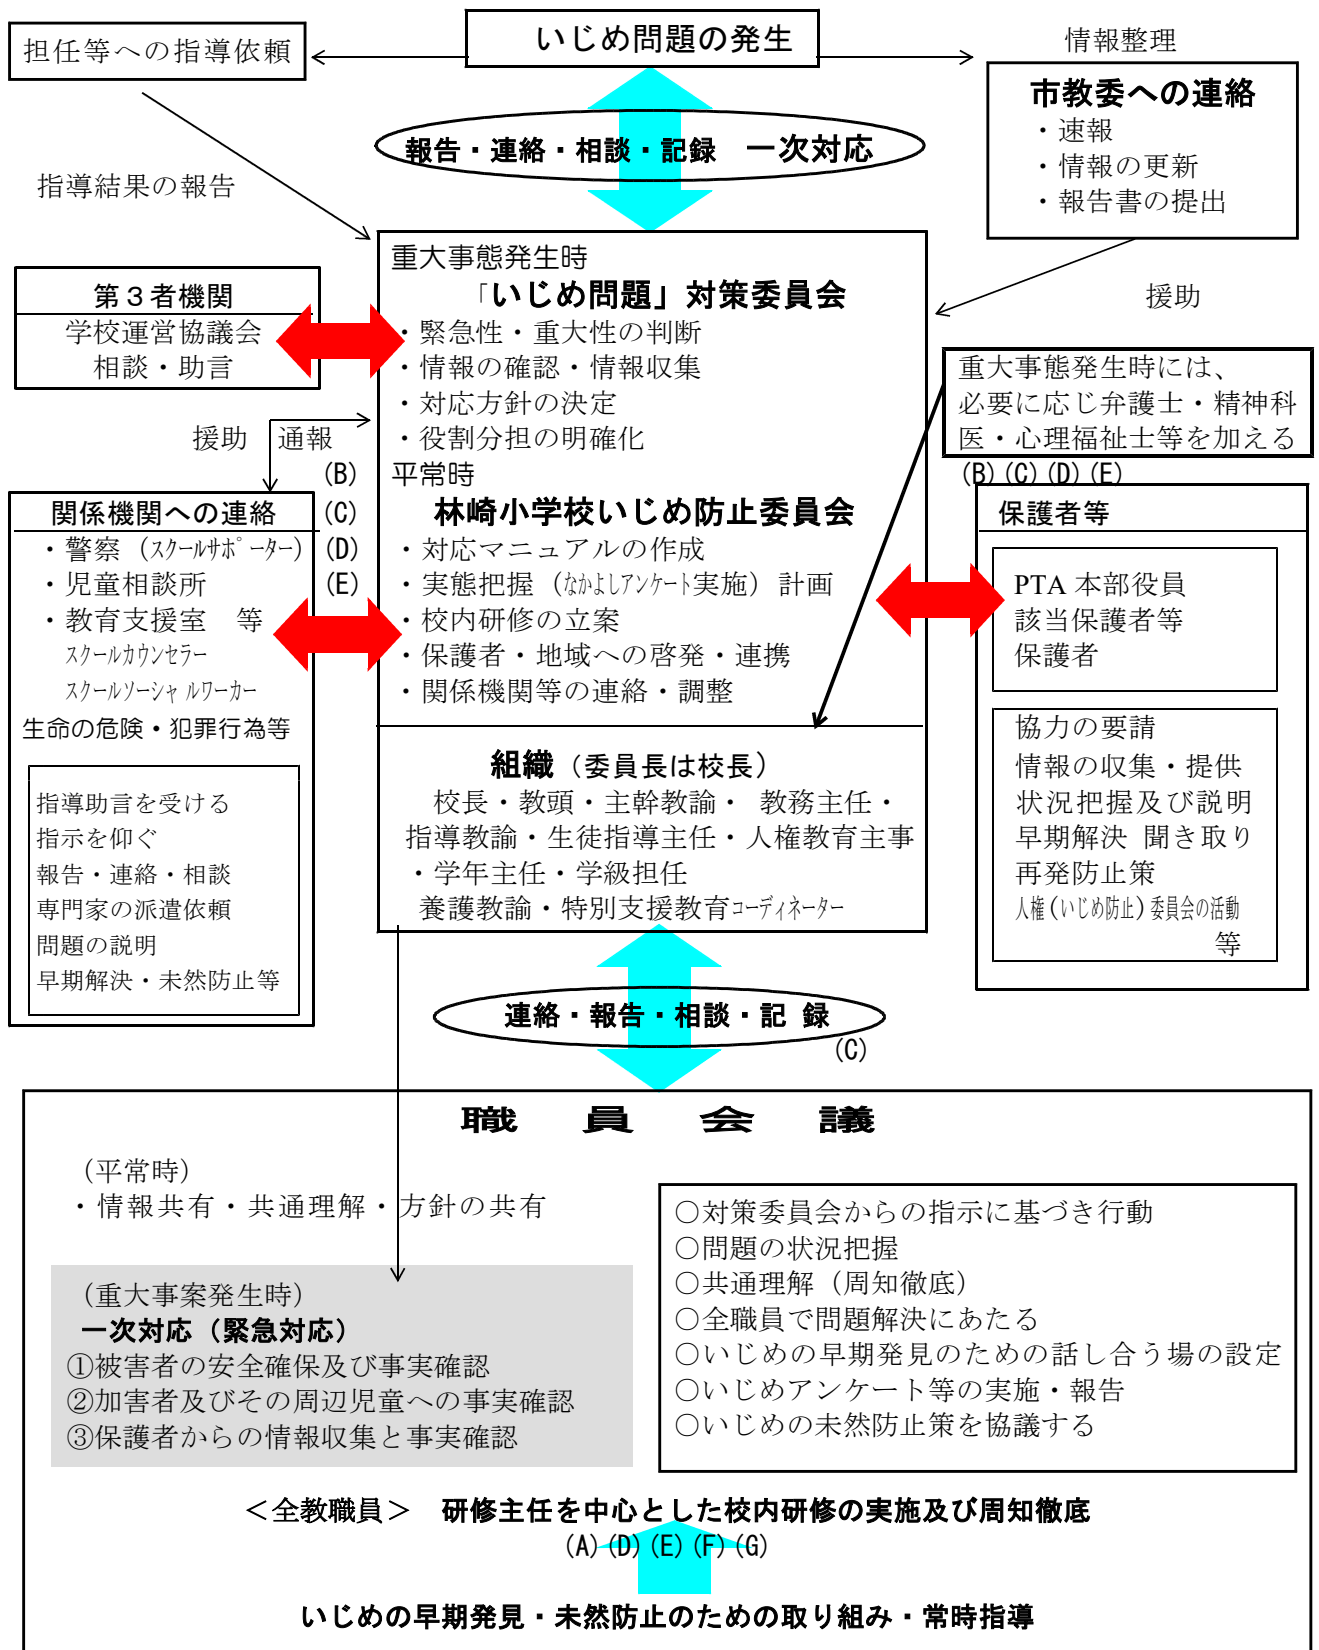 いじめ問題の発生
担任等への指導依頼
情報整理
市教委への連絡
・速報
・情報の更新
・報告書の提出
報告・連絡・相談・記録　一次対応
指導結果の報告
援助
重大事態発生時
「いじめ問題」対策委員会
・緊急性・重大性の判断
・情報の確認・情報収集
・対応方針の決定
・役割分担の明確化
平常時
林崎小学校いじめ防止委員会
・対応マニュアルの作成
・実態把握（なかよしアンケート実施）計画
・校内研修の立案
・保護者・地域への啓発・連携
・関係機関等の連絡・調整
組織（委員長は校長）
校長・教頭・主幹教諭・ 教務主任・
指導教諭・生徒指導主任・人権教育主事
・学年主任・学級担任
養護教諭・特別支援教育コーディネーター
第３者機関
学校運営協議会
相談・助言
援助　通報
(B)
(C)
(D)
(E)
関係機関への連絡
・警察（スクールサポーター）
・児童相談所
・教育支援室　等
スクールカウンセラー
スクールソーシャルワーカー
生命の危険・犯罪行為等
指導助言を受ける
指示を仰ぐ
報告・連絡・相談
専門家の派遣依頼
問題の説明
早期解決・未然防止等
重大事態発生時には、
必要に応じ弁護士・精神科
医・心理福祉士等を加える
(B)(C)(D)(E)
保護者等
PTA 本部役員
該当保護者等
保護者
協力の要請
情報の収集・提供
状況把握及び説明
早期解決 聞き取り
再発防止策
人権(いじめ防止)委員会の活動
等
連絡・報告・相談・記 録
(C)
職　員　会　議
（平常時）
・情報共有・共通理解・方針の共有
（重大事案発生時）
一次対応（緊急対応）
①被害者の安全確保及び事実確認
②加害者及びその周辺児童への事実確認
③保護者からの情報収集と事実確認
○対策委員会からの指示に基づき行動
○問題の状況把握
○共通理解（周知徹底）
○全職員で問題解決にあたる
○いじめの早期発見のための話し合う場の設定
○いじめアンケート等の実施・報告
○いじめの未然防止策を協議する
＜全教職員＞　研修主任を中心とした校内研修の実施及び周知徹底
(A)(D)(E)(F)(G)
いじめの早期発見・未然防止のための取り組み・常時指導